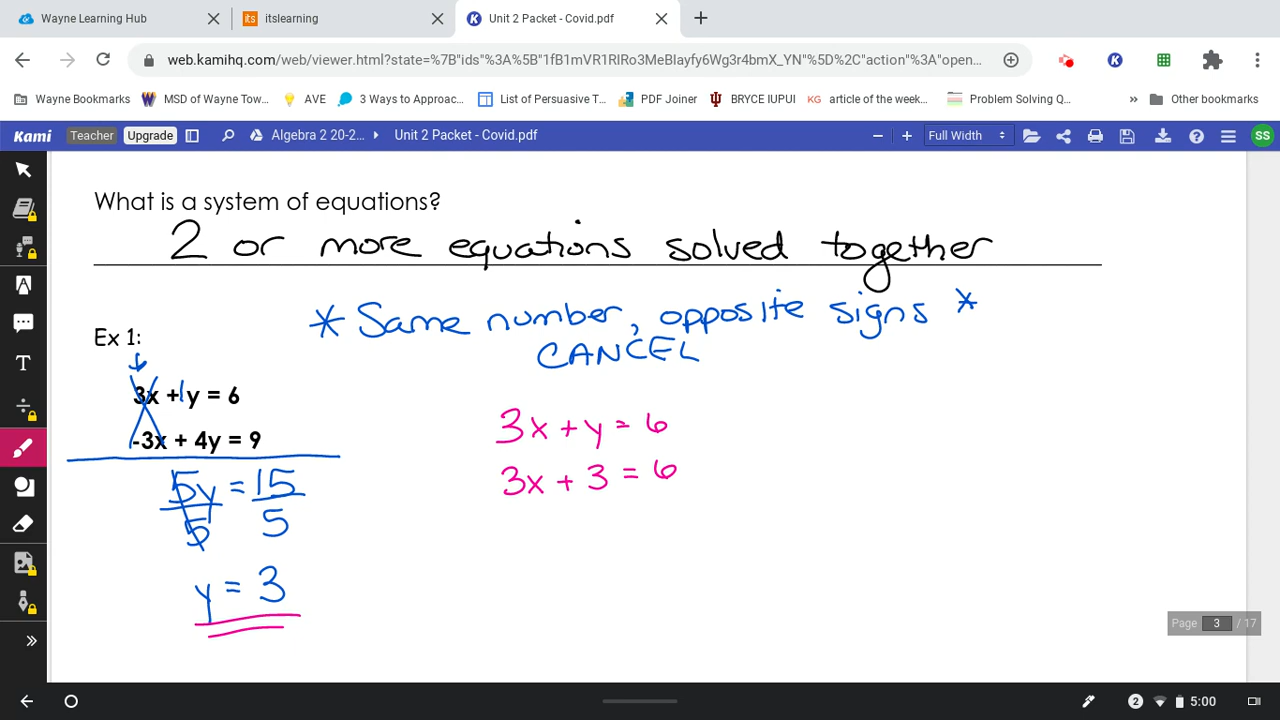 Wayne Learning Hub
itslearning
Unit 2 Packet - Covid.pdf
web.kamihq.com/web/viewer.html?state=%7B"ids"%3A%5B"1fB1mVR1RIRo3MeBIayfy6Wg3r4bmX_YN"%5D%2C"action"%3A"open...
Wayne Bookmarks
MSD of Wayne Tow...
AVE
3 Ways to Approac...
List of Persuasive T...
PDF Joiner
BRYCE IUPUI
KG article of the week...
Problem Solving Q...
» Other bookmarks
Kami Teacher Upgrade
Algebra 2 20-2...
Unit 2 Packet - Covid.pdf
Full Width
SS
What is a system of equations?
2 or more equations solved together
* Same number, opposite signs *
CANCEL
Ex 1:
3x + 1y = 6
-3x + 4y = 9
5y = 15
5 5
y = 3
3x + y = 6
3x + 3 = 6
Page 3 / 17
2 5:00